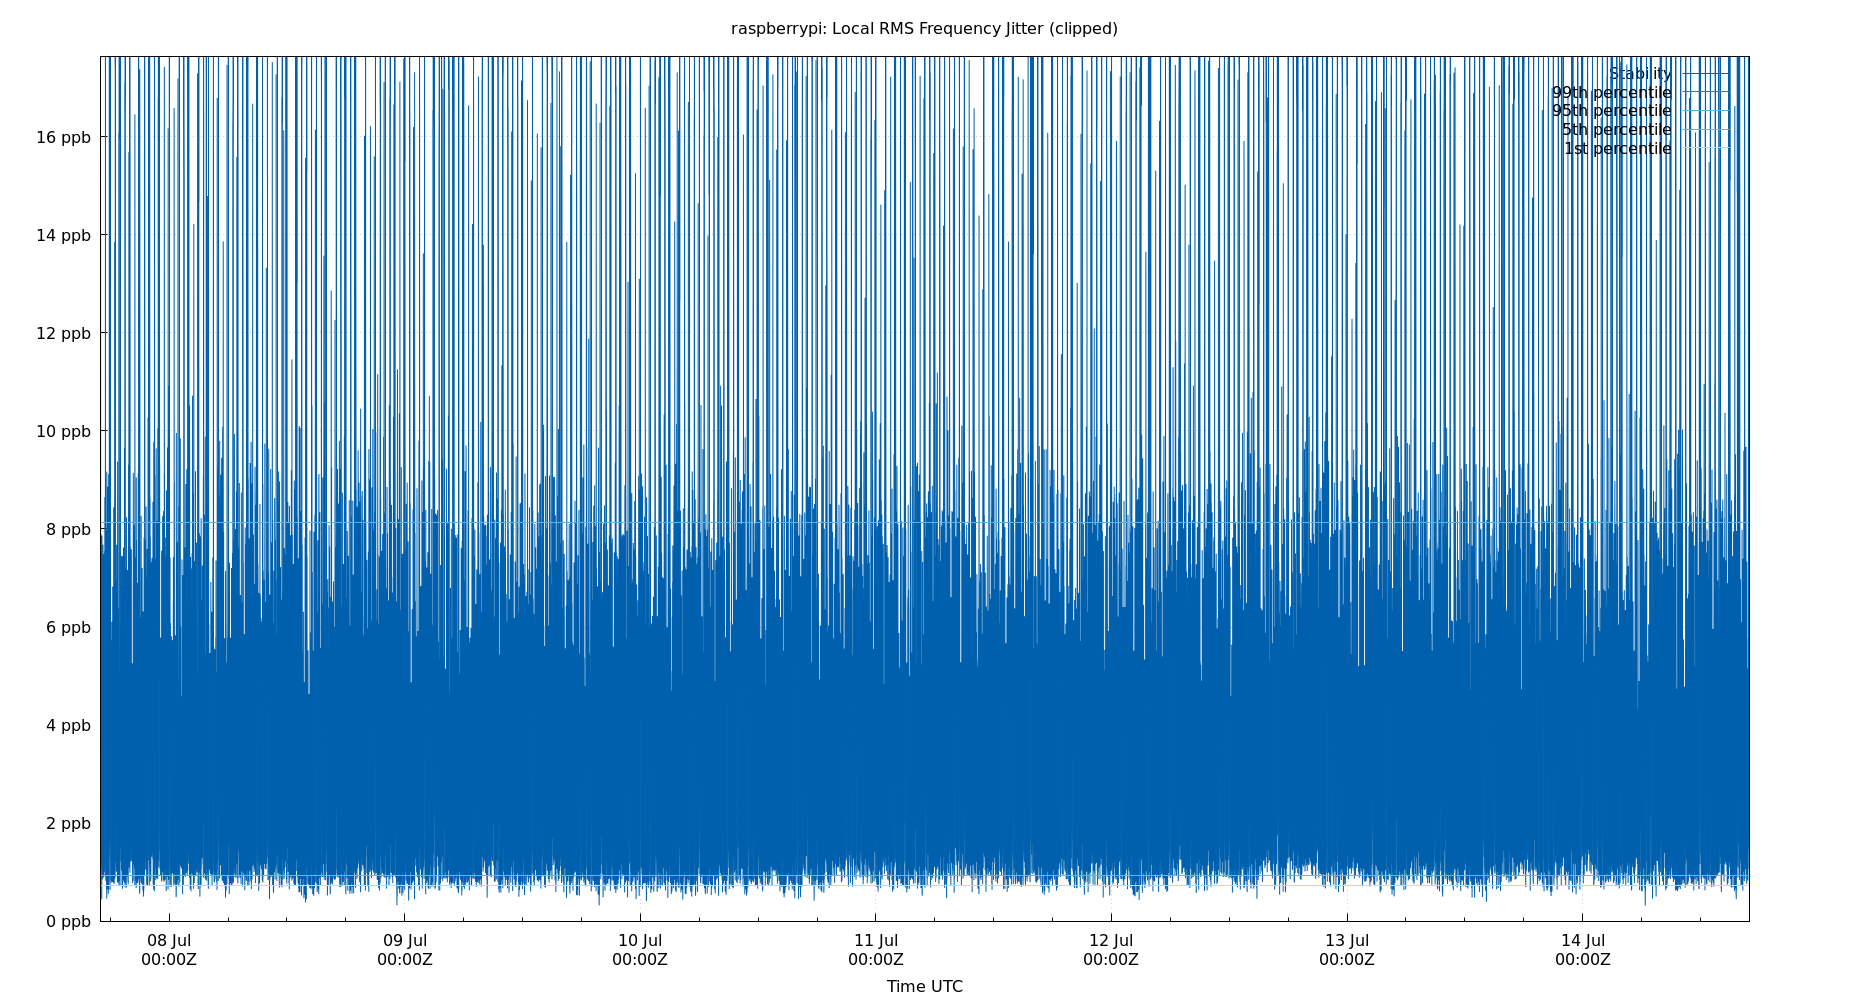 raspberrypi: Local RMS Frequency Jitter (clipped)
Stability
99th percentile
95th percentile
5th percentile
1st percentile
16 ppb
14 ppb
12 ppb
10 ppb
8 ppb
6 ppb
4 ppb
2 ppb
0 ppb
08 Jul 09 Jul 10 Jul 11 Jul 12 Jul 13 Jul 14 Jul
00:00Z 00:00Z 00:00Z 00:00Z 00:00Z 00:00Z 00:00Z
Time UTC